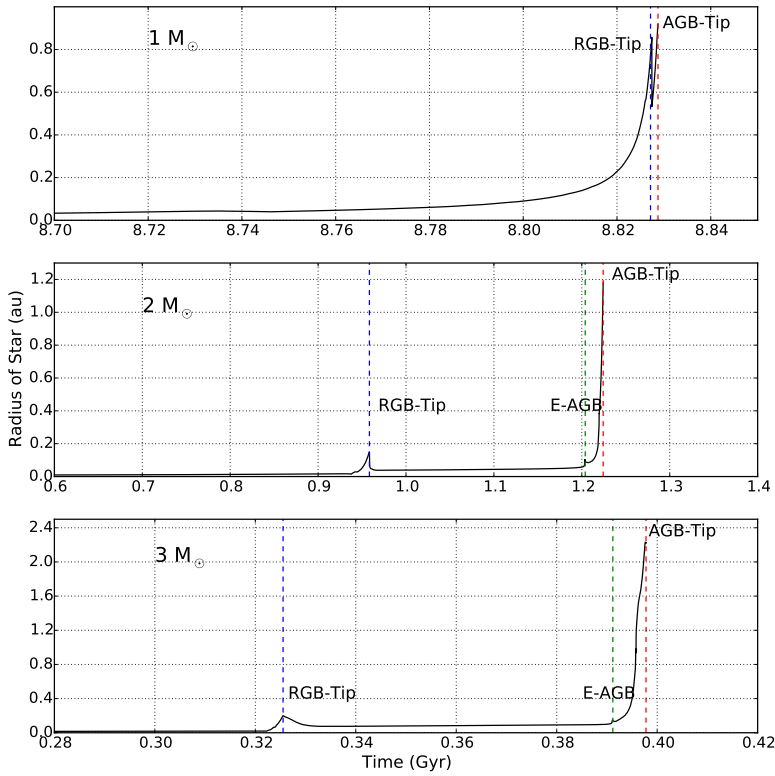 1 M☉
RGB-Tip
AGB-Tip
0.8
0.6
0.4
0.2
0.0
8.70 8.72 8.74 8.76 8.78 8.80 8.82 8.84
2 M☉
AGB-Tip
RGB-Tip
E-AGB
1.2
1.0
0.8
0.6
0.4
0.2
0.0
0.6 0.7 0.8 0.9 1.0 1.1 1.2 1.3 1.4
Radius of Star (au)
3 M☉
AGB-Tip
RGB-Tip
E-AGB
2.4
2.0
1.6
1.2
0.8
0.4
0.0
0.28 0.30 0.32 0.34 0.36 0.38 0.40 0.42
Time (Gyr)